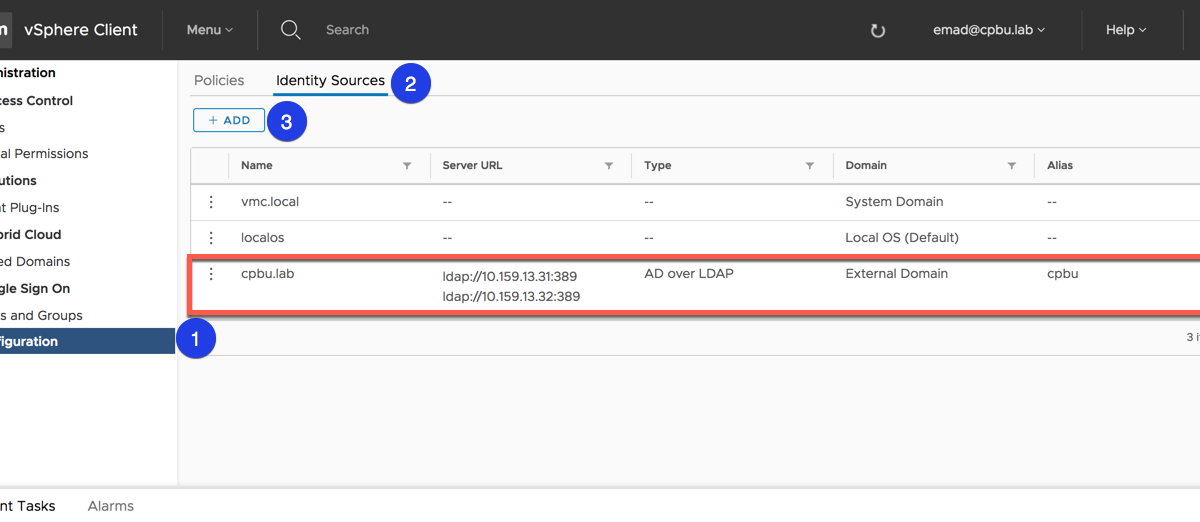 m vSphere Client Menu Search emad@cpbu.lab Help
nistration
cess Control
s
al Permissions
utions
t Plug-Ins
brid Cloud
ed Domains
gle Sign On
s and Groups
figuration 1
Policies Identity Sources 2
+ ADD 3
Name Server URL Type Domain Alias
vmc.local -- -- System Domain --
localos -- -- Local OS (Default) --
cpbu.lab ldap://10.159.13.31:389 AD over LDAP External Domain cpbu
ldap://10.159.13.32:389
3 it
nt Tasks Alarms